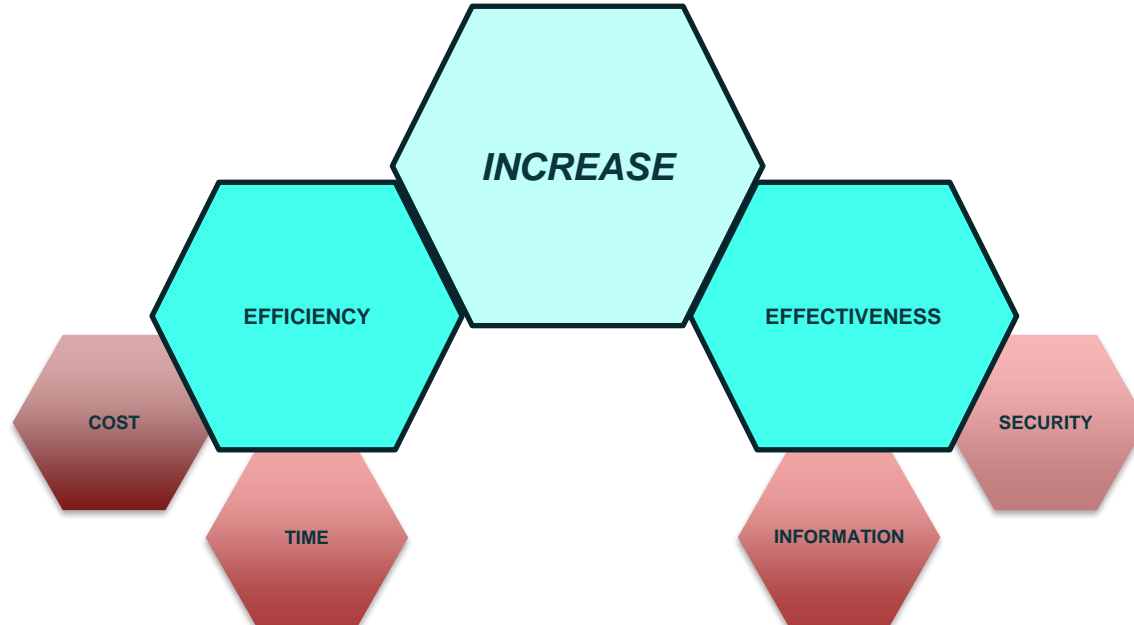 INCREASE
EFFICIENCY
EFFECTIVENESS
COST
SECURITY
TIME
INFORMATION